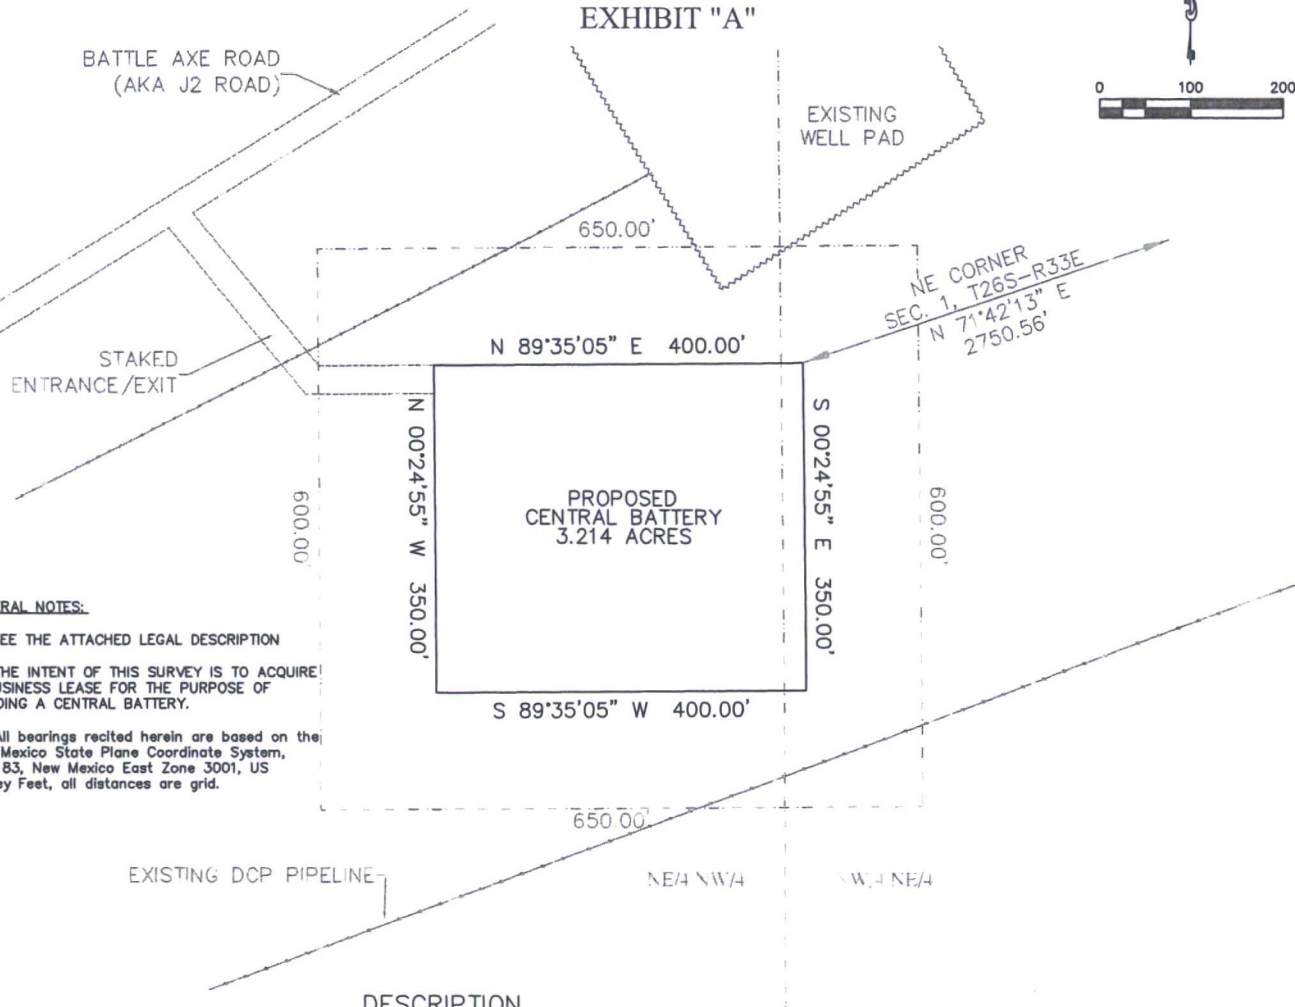 EXHIBIT "A"
BATTLE AXE ROAD
(AKA J2 ROAD)
0 100 200
EXISTING
WELL PAD
650.00'
NE CORNER
SEC. 1, T26S-R33E
N 71°42'13" E
2750.56'
STAKED
ENTRANCE/EXIT
N 89°35'05" E 400.00'
N 00°24'55" W 350.00'
S 00°24'55" E 350.00'
600.00'
600.00'
PROPOSED
CENTRAL BATTERY
3.214 ACRES
S 89°35'05" W 400.00'
RAL NOTES:
EE THE ATTACHED LEGAL DESCRIPTION
HE INTENT OF THIS SURVEY IS TO ACQUIRE
SINESS LEASE FOR THE PURPOSE OF
DING A CENTRAL BATTERY.
ll bearings recited herein are based on the
Mexico State Plane Coordinate System,
83, New Mexico East Zone 3001, US
ey Feet, all distances are grid.
650.00'
EXISTING DCP PIPELINE
NE/4 NW/4
NW/4 NE/4
DESCRIPTION